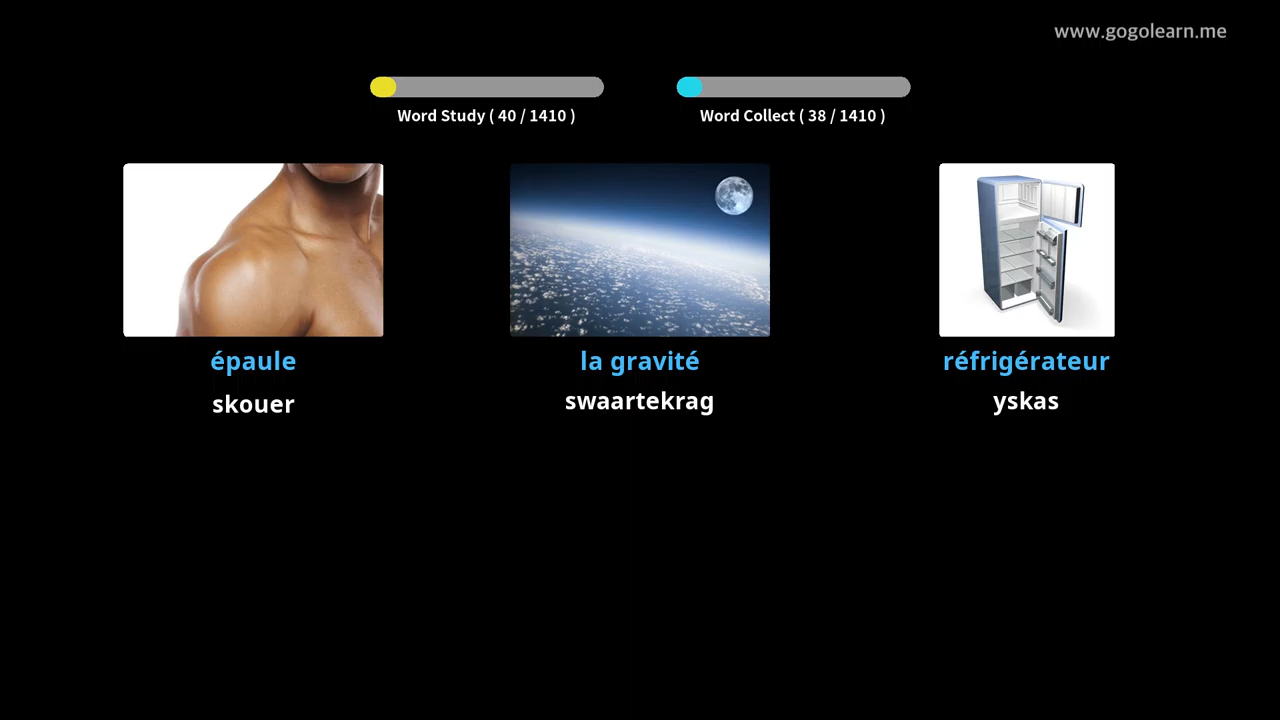 www.gogolearn.me
Word Study ( 40 / 1410 )
Word Collect ( 38 / 1410 )
épaule
la gravité
réfrigérateur
skouer
swaartekrag
yskas